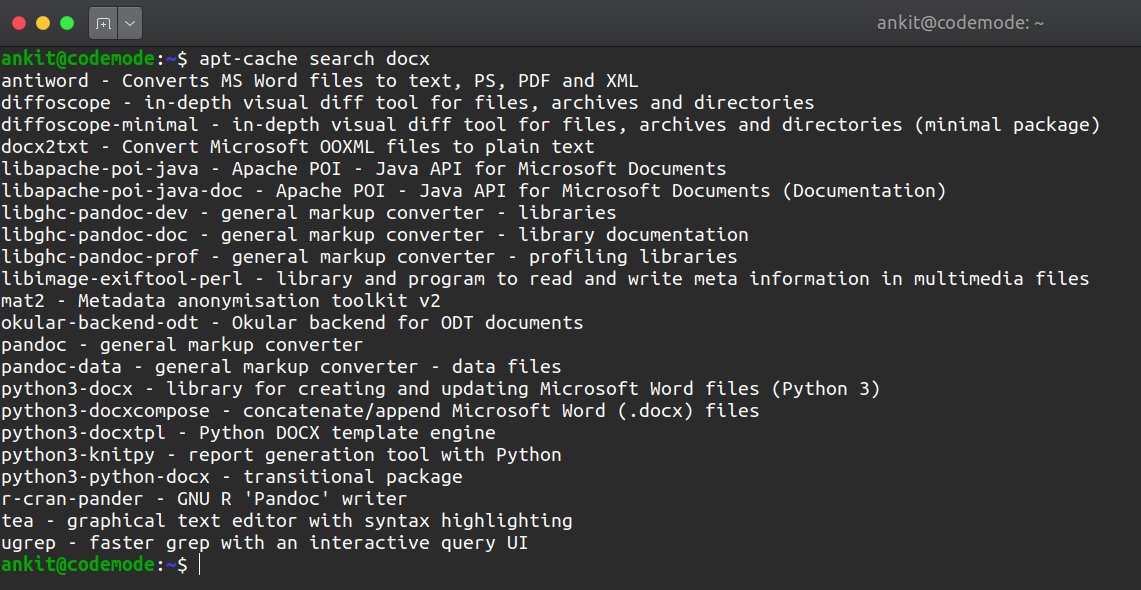 ankit@codemode: ~
ankit@codemode:~$ apt-cache search docx
antiword - Converts MS Word files to text, PS, PDF and XML
diffoscope - in-depth visual diff tool for files, archives and directories
diffoscope-minimal - in-depth visual diff tool for files, archives and directories (minimal package)
docx2txt - Convert Microsoft OOXML files to plain text
libapache-poi-java - Apache POI - Java API for Microsoft Documents
libapache-poi-java-doc - Apache POI - Java API for Microsoft Documents (Documentation)
libghc-pandoc-dev - general markup converter - libraries
libghc-pandoc-doc - general markup converter - library documentation
libghc-pandoc-prof - general markup converter - profiling libraries
libimage-exiftool-perl - library and program to read and write meta information in multimedia files
mat2 - Metadata anonymisation toolkit v2
okular-backend-odt - Okular backend for ODT documents
pandoc - general markup converter
pandoc-data - general markup converter - data files
python3-docx - library for creating and updating Microsoft Word files (Python 3)
python3-docxcompose - concatenate/append Microsoft Word (.docx) files
python3-docxtpl - Python DOCX template engine
python3-knitpy - report generation tool with Python
python3-python-docx - transitional package
r-cran-pander - GNU R 'Pandoc' writer
tea - graphical text editor with syntax highlighting
ugrep - faster grep with an interactive query UI
ankit@codemode:~$